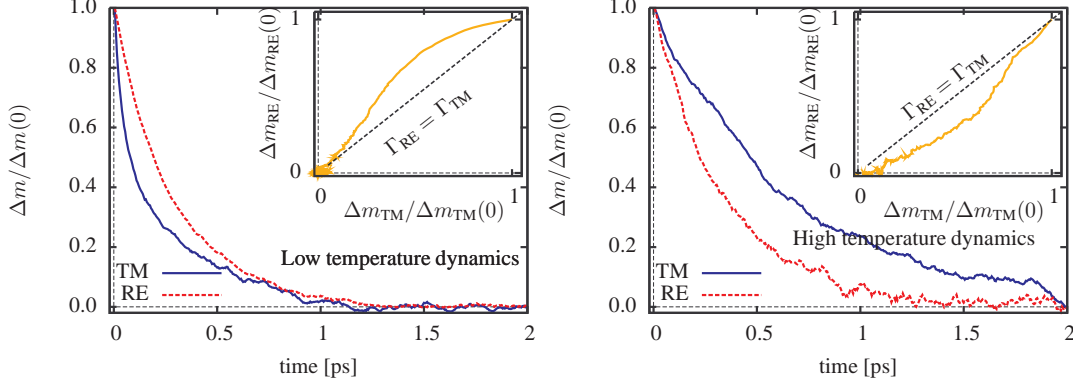 Δm/Δm(0)
1.0
0.8
0.6
0.4
0.2
0.0
0
0.5
1
1.5
2
time [ps]
TM
RE
Low temperature dynamics
Δm_RE/Δm_RE(0)
1
0
0
1
Δm_TM/Δm_TM(0)
Γ_RE = Γ_TM
Δm/Δm(0)
1.0
0.8
0.6
0.4
0.2
0.0
0
0.5
1
1.5
2
time [ps]
TM
RE
High temperature dynamics
Δm_RE/Δm_RE(0)
1
0
0
1
Δm_TM/Δm_TM(0)
Γ_RE = Γ_TM